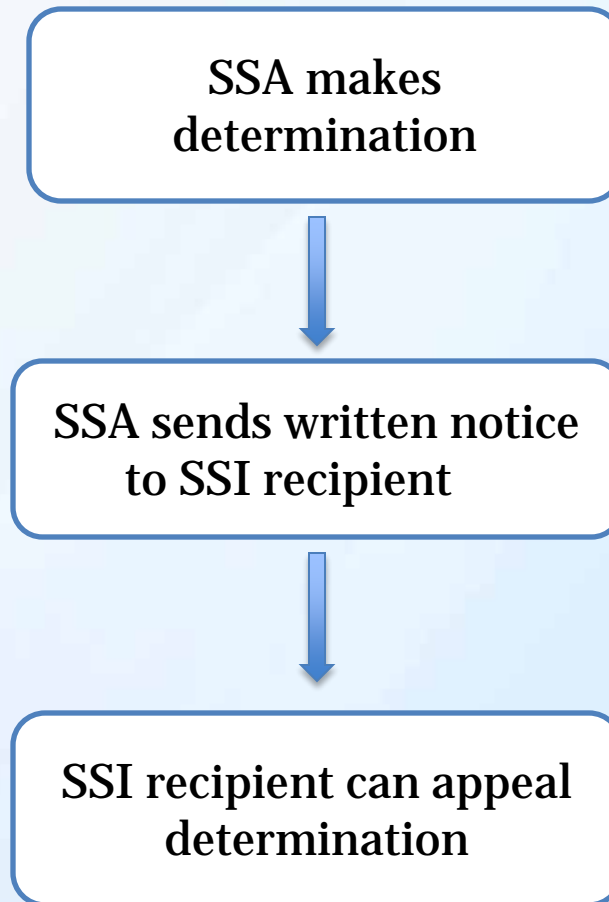 SSA makes
determination
SSA sends written notice
to SSI recipient
SSI recipient can appeal
determination